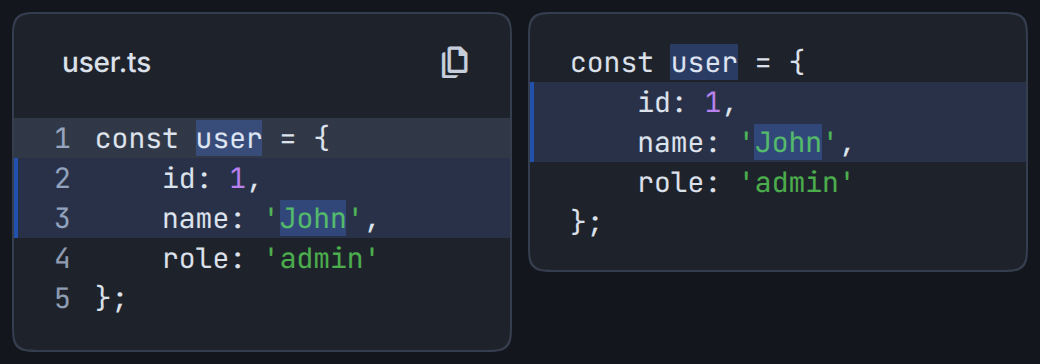 user.ts
1 const user = {
2     id: 1,
3     name: 'John',
4     role: 'admin'
5 };
const user = {
    id: 1,
    name: 'John',
    role: 'admin'
};